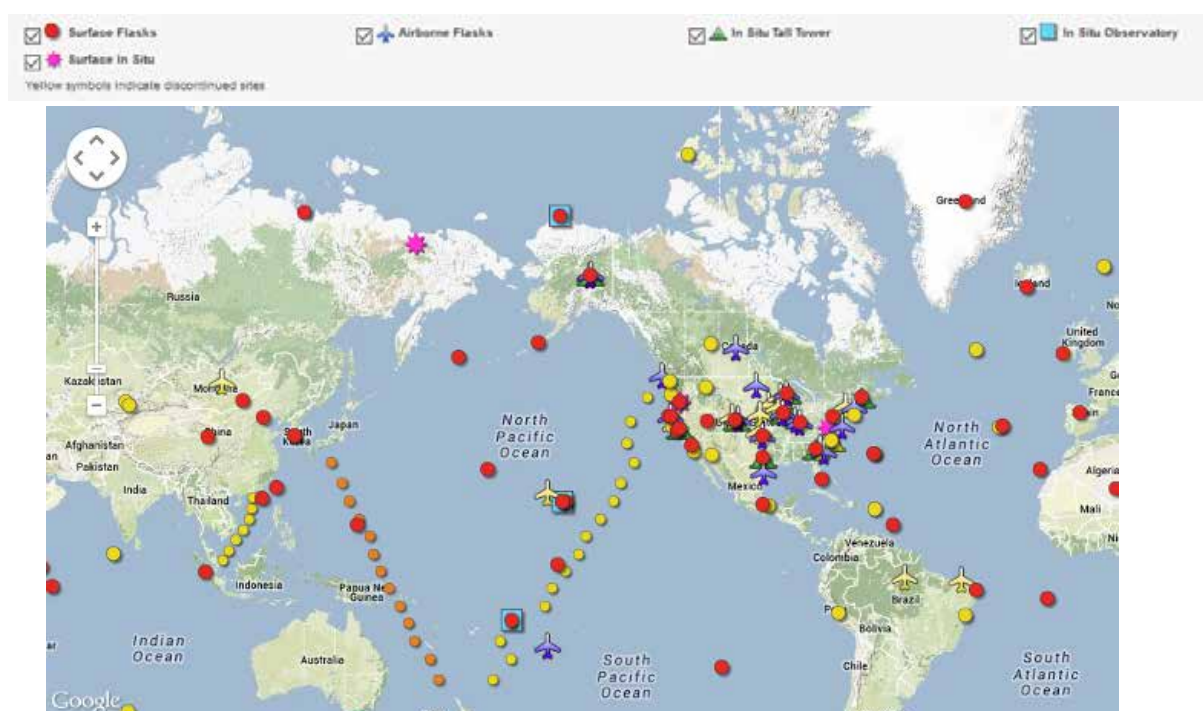 Surface Flasks
Airborne Flasks
In Situ Tall Tower
In Situ Observatory
Surface In Situ
Yellow symbols indicate discontinued sites
Russia
Iceland
No
United
Kingdom
Canada
Kazakhstan
Mongolia
North
Pacific
Ocean
France
China
South
Korea
Japan
North
Atlantic
Ocean
Afghanistan
Pakistan
Algeria
India
Thailand
Mexico
Mali
Ni
Venezuela
Colombia
Indonesia
Papua New
Guinea
Brazil
Bolivia
Indian
Ocean
Australia
South
Pacific
Ocean
Chile
South
Atlantic
Ocean
Google